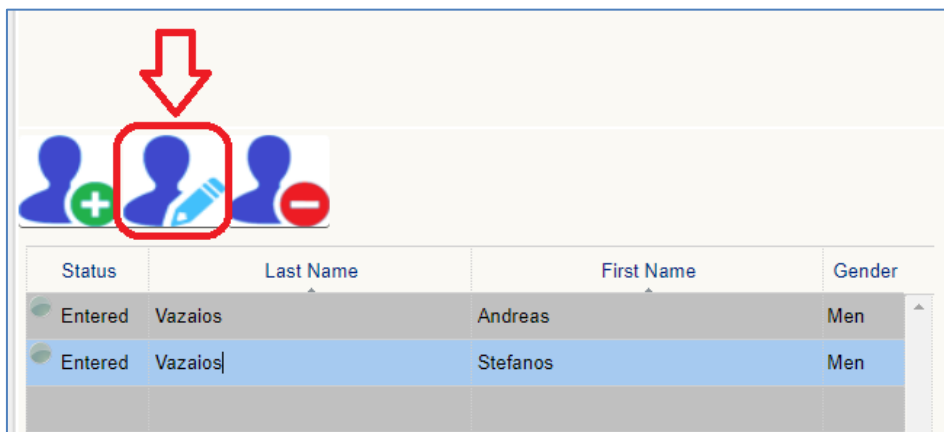 Status Last Name First Name Gender
Entered Vazaios Andreas Men
Entered Vazaios Stefanos Men